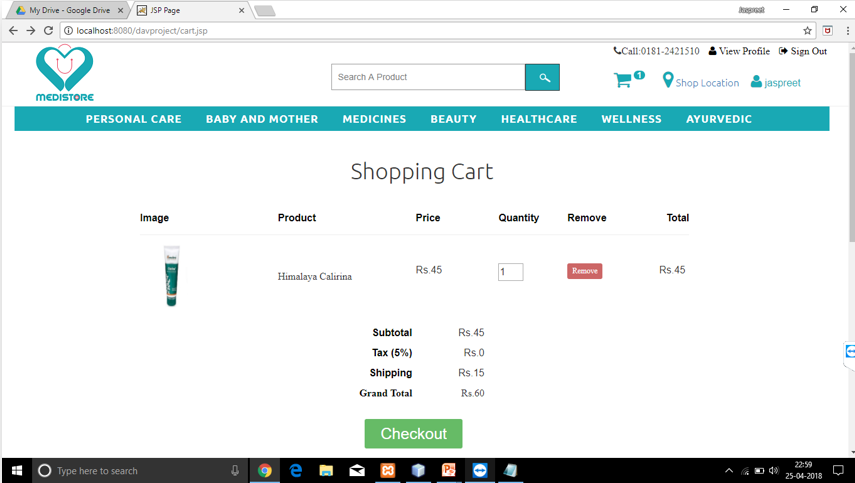 My Drive - Google Drive
JSP Page
Jaspreet
localhost:8080/davproject/cart.jsp
Call:0181-2421510 View Profile Sign Out
MEDISTORE
Search A Product
1
Shop Location
jaspreet
PERSONAL CARE BABY AND MOTHER MEDICINES BEAUTY HEALTHCARE WELLNESS AYURVEDIC
Shopping Cart
Image Product Price Quantity Remove Total
Himalaya Calirina Rs.45 1 Remove Rs.45
Subtotal Rs.45
Tax (5%) Rs.0
Shipping Rs.15
Grand Total Rs.60
Checkout
Type here to search
22:59
25-04-2018